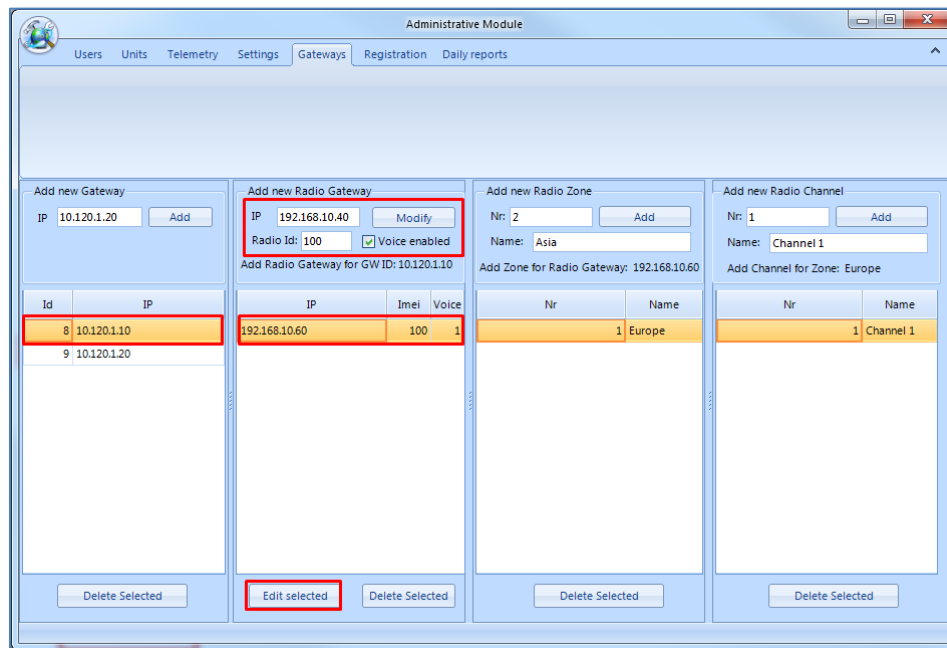 Administrative Module
Users Units Telemetry Settings Gateways Registration Daily reports
Add new Gateway
IP 10.120.1.20 Add
Id IP
8 10.120.1.10
9 10.120.1.20
Delete Selected
Add new Radio Gateway
IP 192.168.10.40 Modify
Radio Id: 100 Voice enabled
Add Radio Gateway for GW ID: 10.120.1.10
IP Imei Voice
192.168.10.60 100 1
Edit selected Delete Selected
Add new Radio Zone
Nr: 2 Add
Name: Asia
Add Zone for Radio Gateway: 192.168.10.60
Nr Name
1 Europe
Delete Selected
Add new Radio Channel
Nr: 1 Add
Name: Channel 1
Add Channel for Zone: Europe
Nr Name
1 Channel 1
Delete Selected